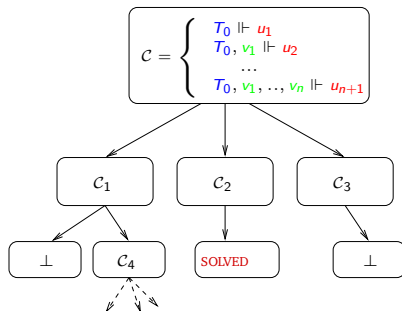 T₀ ⊩ u₁
C = { T₀, v₁ ⊩ u₂
...
T₀, v₁, .., vₙ ⊩ uₙ₊₁
C₁ C₂ C₃
⊥ C₄ SOLVED ⊥